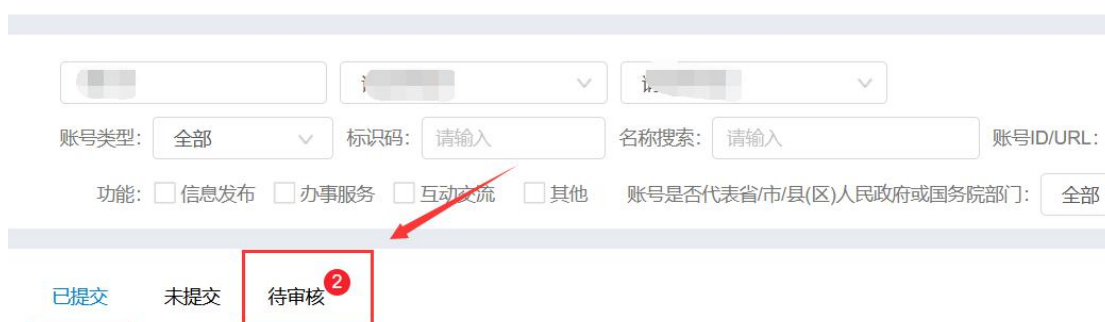 账号类型: 全部 标识码: 请输入 名称搜索: 请输入 账号ID/URL:
功能: 信息发布 办事服务 互动交流 其他 账号是否代表省/市/县(区)人民政府或国务院部门: 全部
已提交 未提交 待审核 2